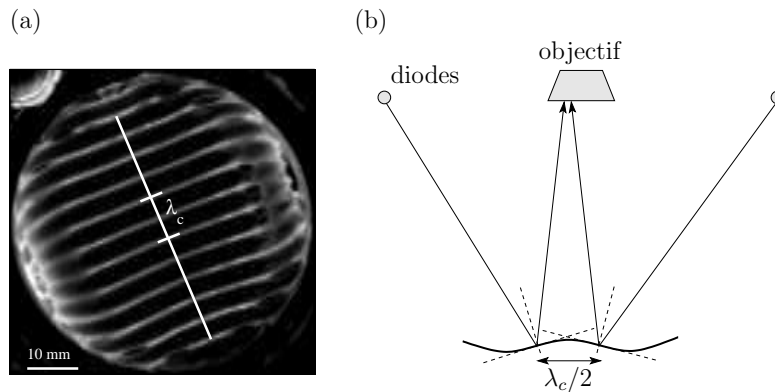 (a)
(b)
objectif
diodes
λc
10 mm
λc/2